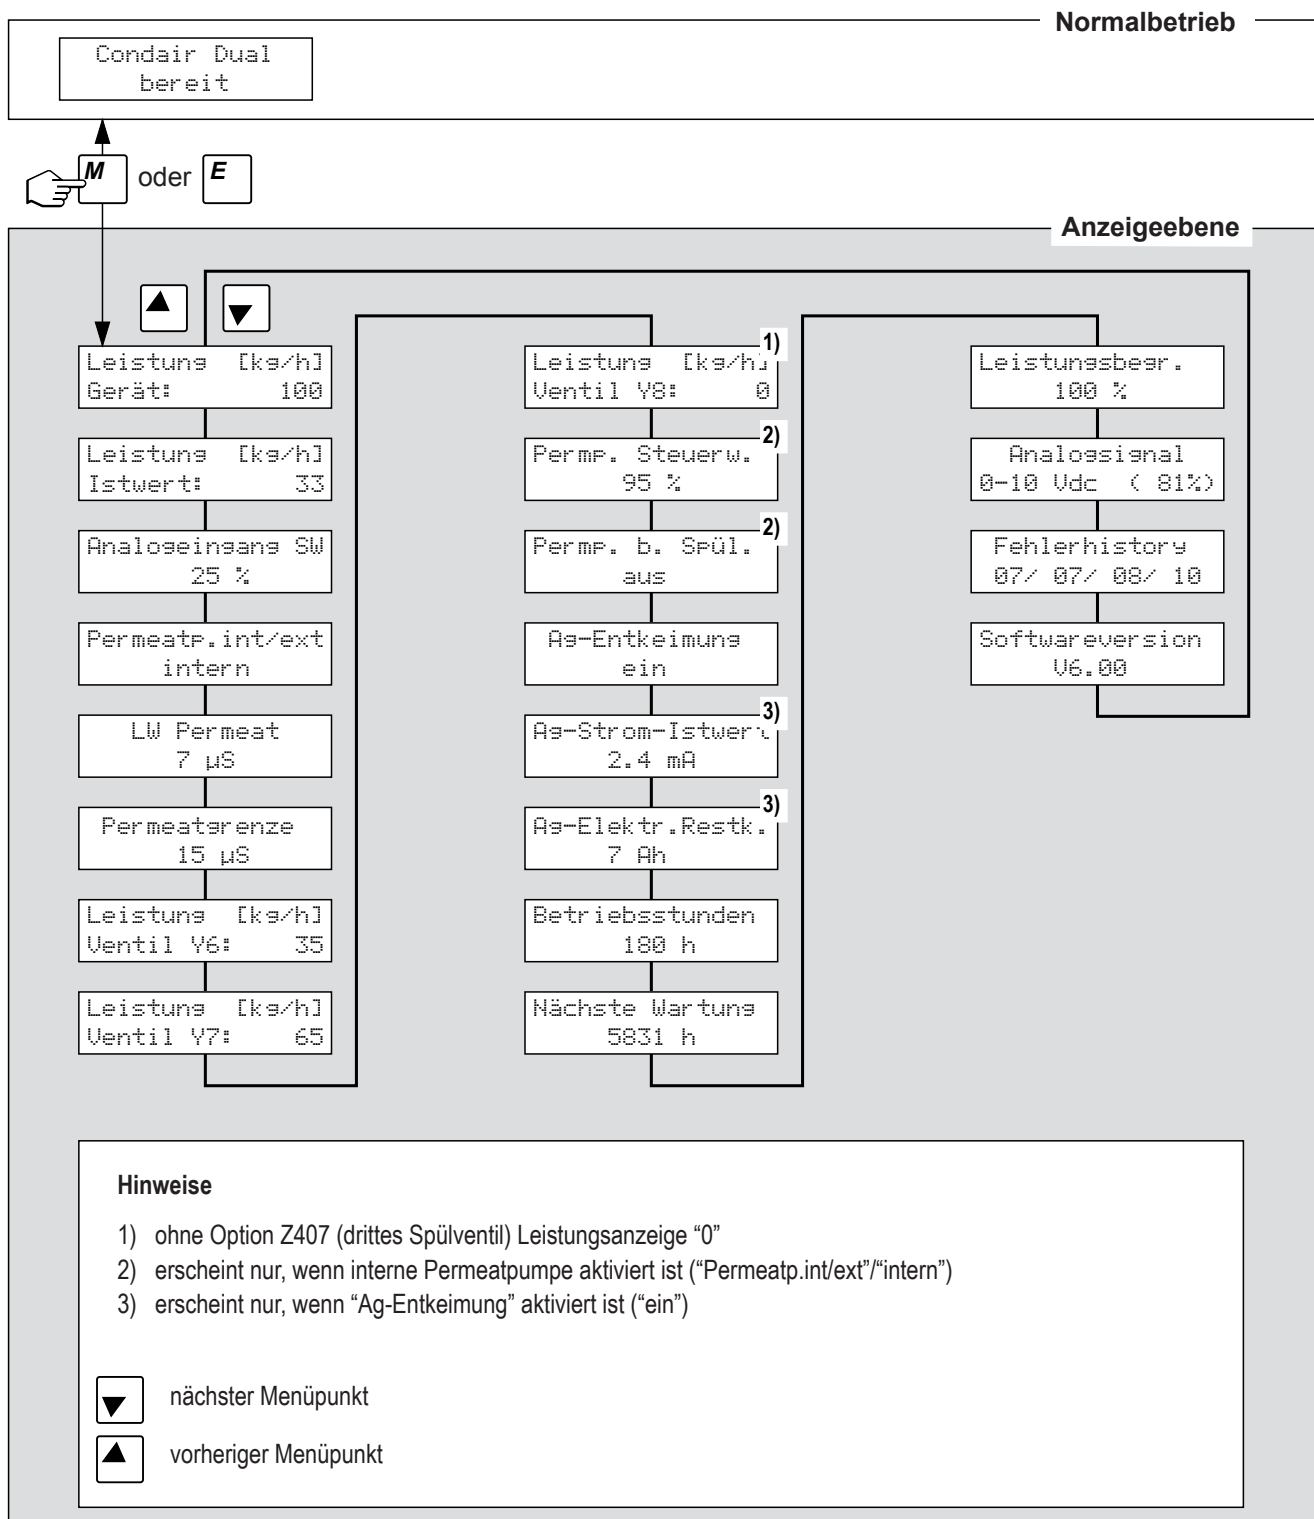 Normalbetrieb
Condair Dual
bereit
M oder E
Anzeigeebene
Leistung [kg/h]
Gerät: 100
Leistung [kg/h]
Istwert: 33
Analogeingang SW
25 %
Permeatp.int/ext
intern
LW Permeat
7 µS
Permeatgrenze
15 µS
Leistung [kg/h]
Ventil Y6: 35
Leistung [kg/h]
Ventil Y7: 65
1)
Leistung [kg/h]
Ventil Y8: 0
2)
Permp. Steuerw.
95 %
2)
Permp. b. Spül.
aus
Ag-Entkeimung
ein
3)
Ag-Strom-Istwert
2.4 mA
3)
Ag-Elektr.Restk.
7 Ah
Betriebsstunden
180 h
Nächste Wartung
5831 h
Leistungsbegr.
100 %
Analogsignal
0-10 Vdc ( 81%)
Fehlerhistory
07/ 07/ 08/ 10
Softwareversion
V6.00
Hinweise
1) ohne Option Z407 (drittes Spülventil) Leistungsanzeige “0”
2) erscheint nur, wenn interne Permeatpumpe aktiviert ist (“Permeatp.int/ext”/“intern”)
3) erscheint nur, wenn “Ag-Entkeimung” aktiviert ist (“ein”)
nächster Menüpunkt
vorheriger Menüpunkt